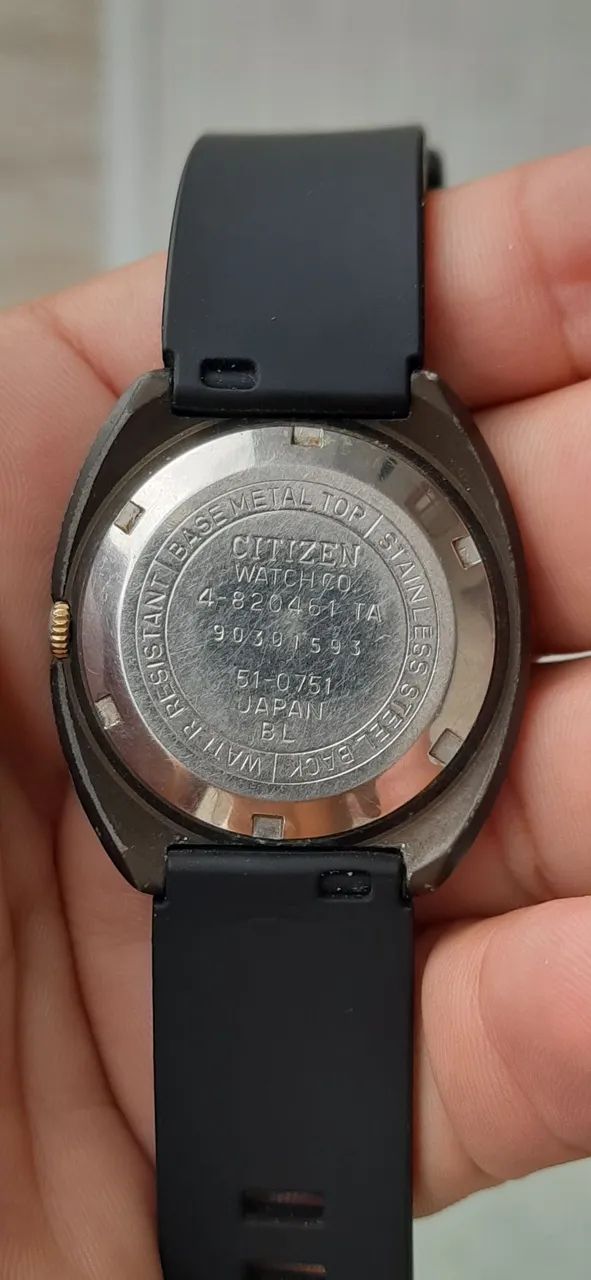 BASE METAL TOP | STAINLESS STEEL BACK | WATER RESISTANT |
CITIZEN
WATCH CO.
4-820461 TA
90301593
51-0751
JAPAN
BL